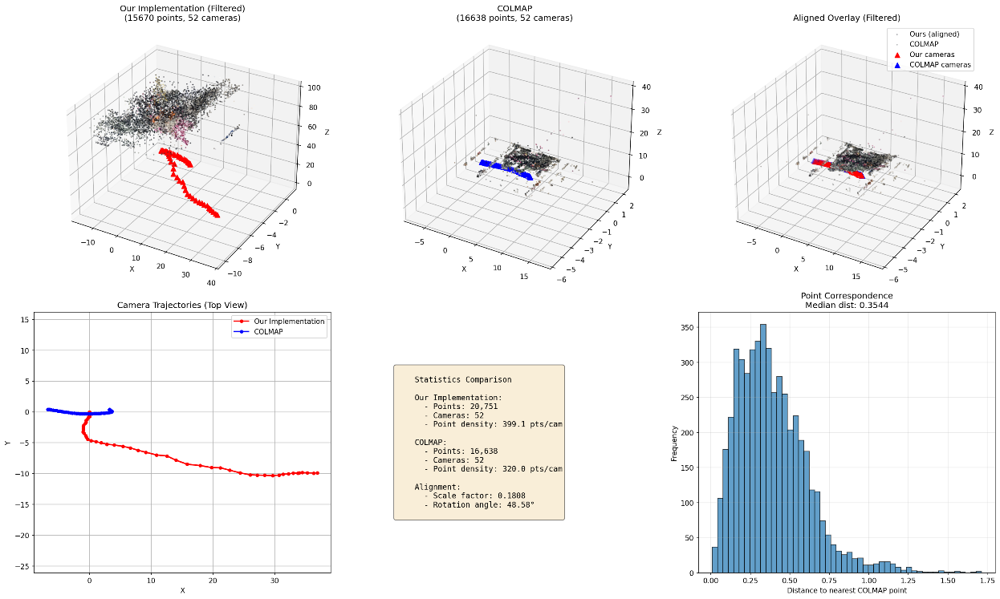 Our Implementation (Filtered)
(15670 points, 52 cameras)
100
80
60
40
20
0
Z
0
−2
−4
−6
−8
−10
Y
−10
0
10
20
30
40
X
COLMAP
(16638 points, 52 cameras)
40
30
20
10
0
Z
2
1
0
−1
−2
−3
−4
−5
−6
Y
−5
0
5
10
15
X
Aligned Overlay (Filtered)
Ours (aligned)
COLMAP
Our cameras
COLMAP cameras
40
30
20
10
0
Z
2
1
0
−1
−2
−3
−4
−5
−6
Y
−5
0
5
10
15
X
Camera Trajectories (Top View)
Our Implementation
COLMAP
15
10
5
0
−5
−10
−15
−20
−25
Y
0
10
20
30
X
Statistics Comparison
Our Implementation:
- Points: 20,751
- Cameras: 52
- Point density: 399.1 pts/cam
COLMAP:
- Points: 16,638
- Cameras: 52
- Point density: 320.0 pts/cam
Alignment:
- Scale factor: 0.1808
- Rotation angle: 48.58°
Point Correspondence
Median dist: 0.3544
350
300
250
200
150
100
50
0
Frequency
0.00
0.25
0.50
0.75
1.00
1.25
1.50
1.75
Distance to nearest COLMAP point